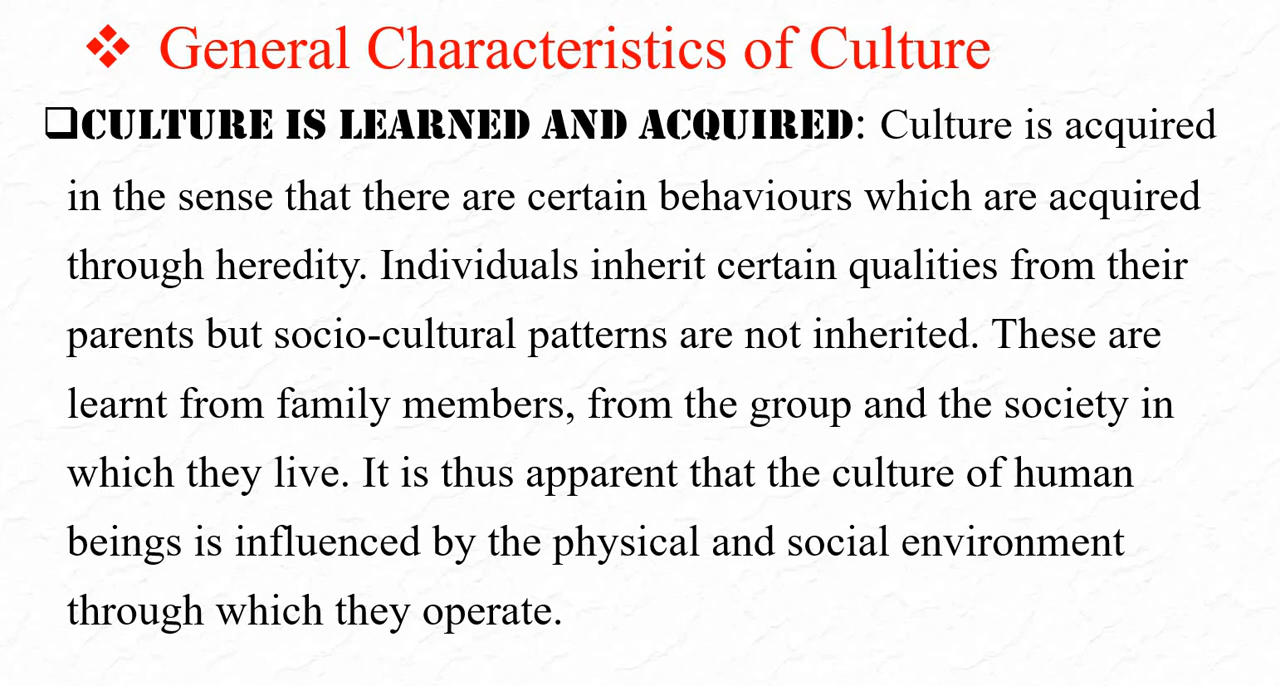 ❖ General Characteristics of Culture
❑CULTURE IS LEARNED AND ACQUIRED: Culture is acquired
in the sense that there are certain behaviours which are acquired
through heredity. Individuals inherit certain qualities from their
parents but socio-cultural patterns are not inherited. These are
learnt from family members, from the group and the society in
which they live. It is thus apparent that the culture of human
beings is influenced by the physical and social environment
through which they operate.